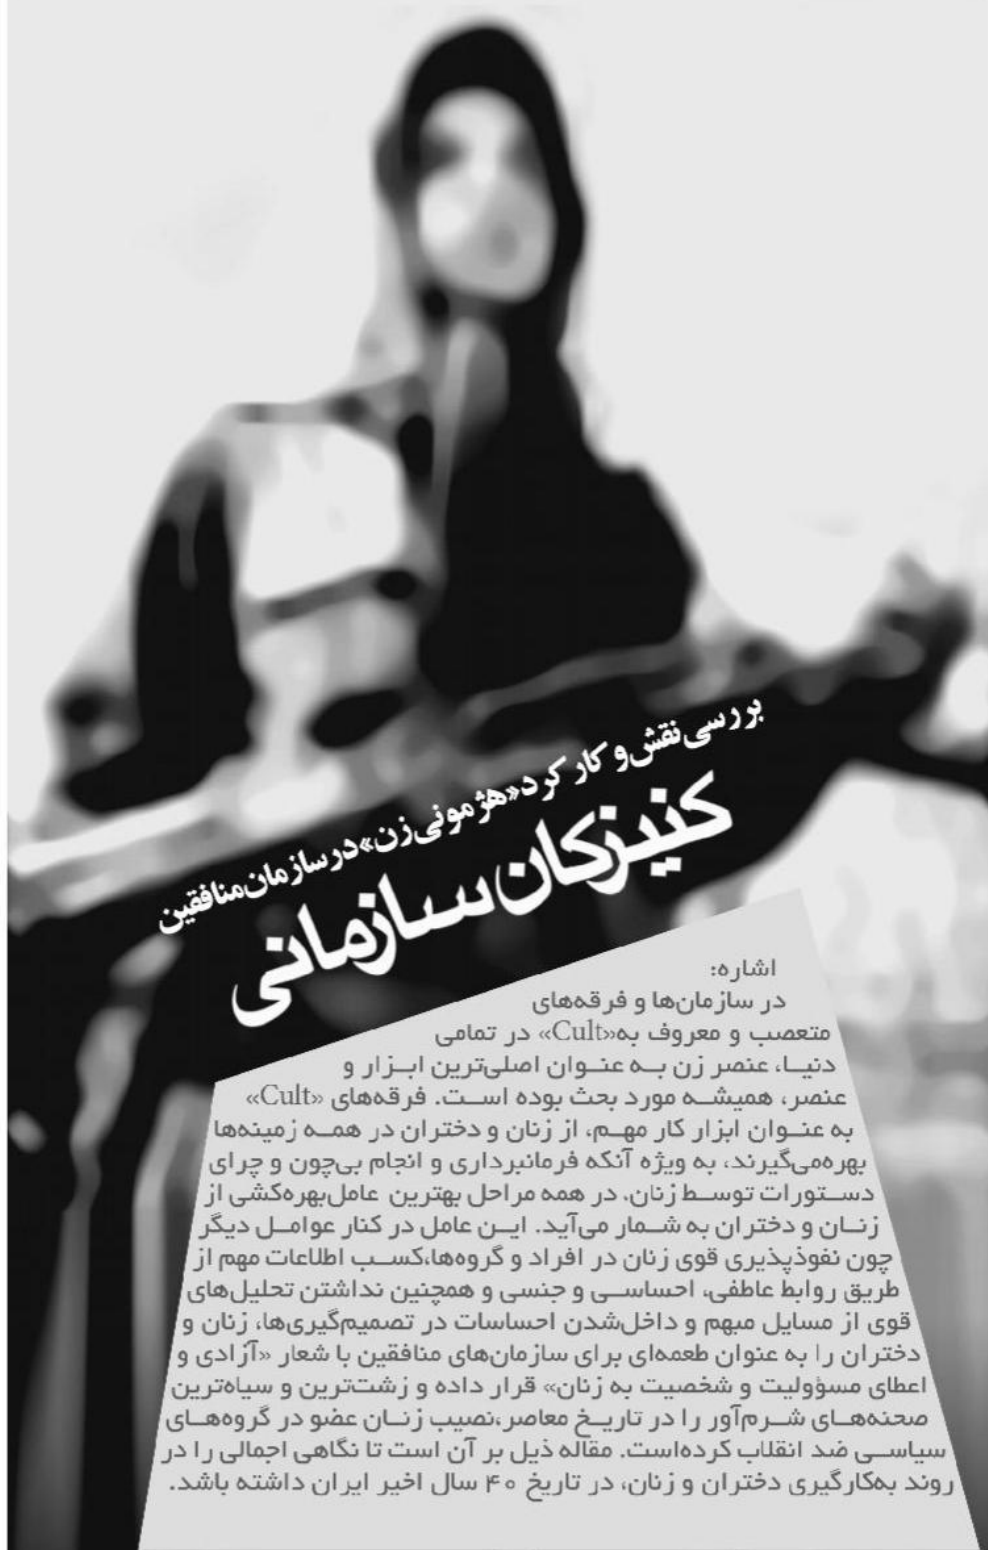 بررسی نقش و کارکرد «هژمونی زن» در سازمان منافقین
کنیزکان سازمانی
اشاره:
در سازمان‌ها و فرقه‌های
متعصب و معروف به«Cult» در تمامی
دنیـا، عنصر زن بـه عنـوان اصلی‌ترین ابـزار و
عنصر، همیشـه مورد بحث بوده اسـت. فرقه‌های «Cult»
به عنـوان ابزار کار مهـم، از زنان و دختران در همـه زمینه‌ها
بهره‌می‌گیرند، به ویژه آنکه فرمانبرداری و انجام بی‌چون و چرای
دسـتورات توسـط زنان، در همه مراحل بهترین عامل‌بهره‌کشی از
زنـان و دختران به شـمار می‌آید. ایـن عامل در کنار عوامـل دیگر
چون نفوذپذیری قوی زنان در افراد و گروه‌ها،کسـب اطلاعات مهم از
طریق روابط عاطفی، احساسـی و جنسی و همچنین نداشتن تحلیل‌های
قوی از مسایل مبهم و داخل‌شدن احساسات در تصمیم‌گیری‌ها، زنان و
دختران را به عنوان طعمه‌ای برای سازمان‌های منافقین با شعار «آزادی و
اعطای مسؤولیت و شخصیت به زنان» قرار داده و زشت‌ترین و سیاه‌ترین
صحنه‌هـای شـرم‌آور را در تاریـخ معاصر،نصیب زنـان عضو در گروه‌هـای
سیاسـی ضد انقلاب کرده‌است. مقاله ذیل بر آن است تا نگاهی اجمالی را در
روند به‌کارگیری دختران و زنان، در تاریخ ۴۰ سال اخیر ایران داشته باشد.